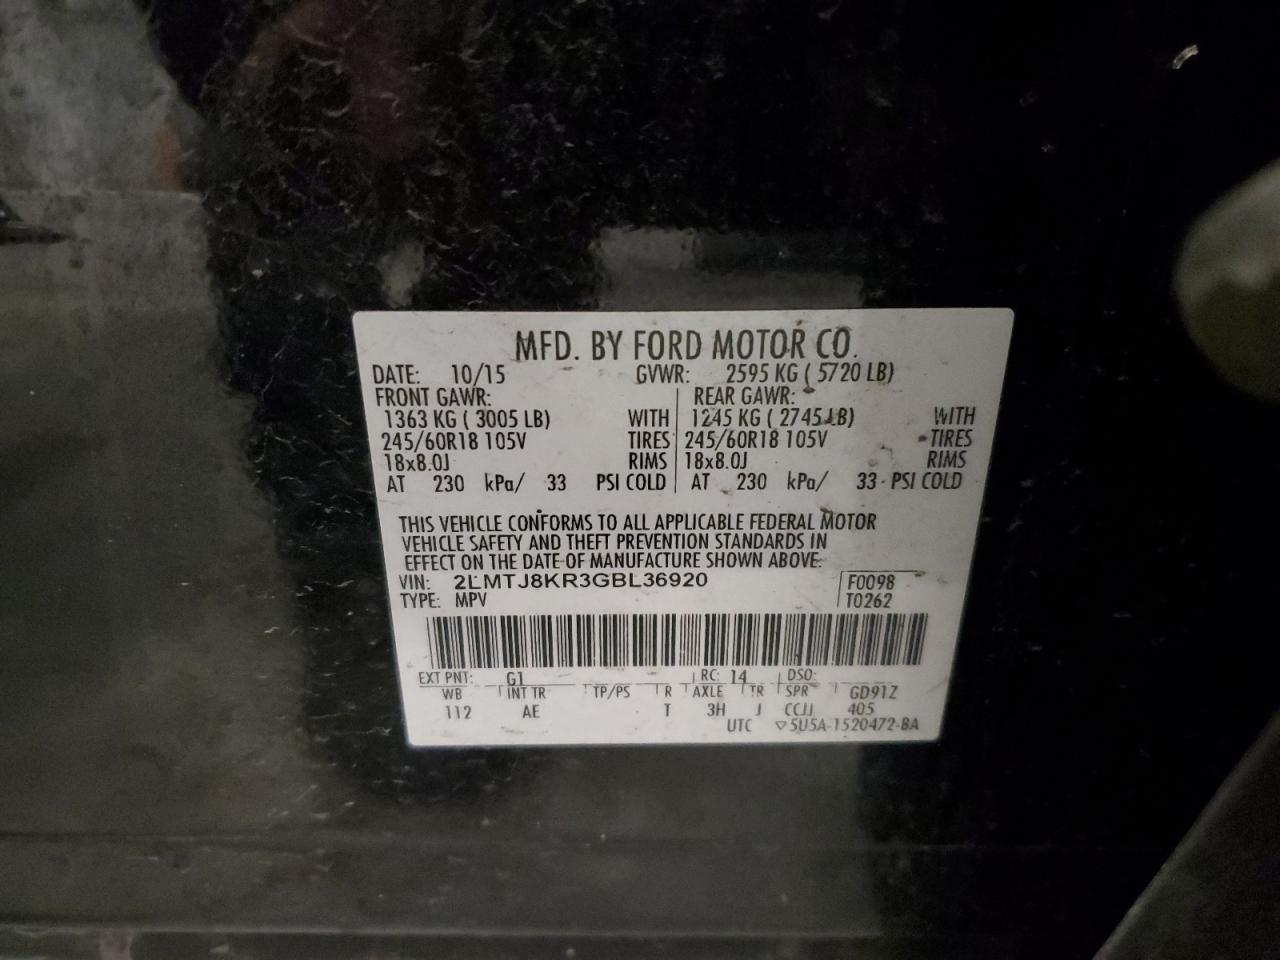 MFD. BY FORD MOTOR CO.
DATE: 10/15 GVWR: 2595 KG ( 5720 LB)
FRONT GAWR: REAR GAWR:
1363 KG ( 3005 LB) WITH 1245 KG ( 2745 LB) WITH
245/60R18 105V TIRES 245/60R18 105V TIRES
18x8.0J RIMS 18x8.0J RIMS
AT 230 kPa/ 33 PSI COLD AT 230 kPa/ 33 PSI COLD
THIS VEHICLE CONFORMS TO ALL APPLICABLE FEDERAL MOTOR
VEHICLE SAFETY AND THEFT PREVENTION STANDARDS IN
EFFECT ON THE DATE OF MANUFACTURE SHOWN ABOVE.
VIN: 2LMTJ8KR3GBL36920 F0098
TYPE: MPV T0262
EXT PNT: G1 RC: 14 DSO:
WB INT TR TP/PS R AXLE TR SPR GD91Z
112 AE T 3H J CCJJ 405
UTC ▽5U5A-1520472-BA